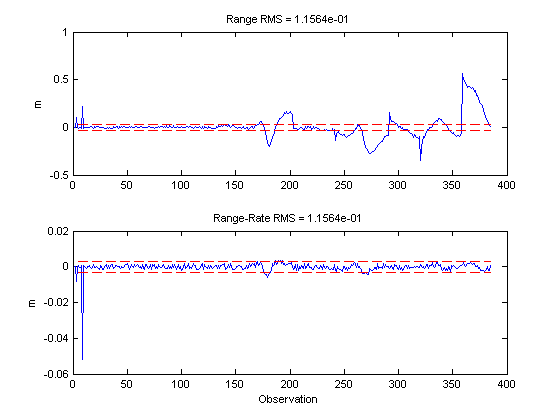 Range RMS = 1.1564e-01
1
0.5
m
0
-0.5
0 50 100 150 200 250 300 350 400
Range-Rate RMS = 1.1564e-01
0.02
0
-0.02
m
-0.04
-0.06
0 50 100 150 200 250 300 350 400
Observation